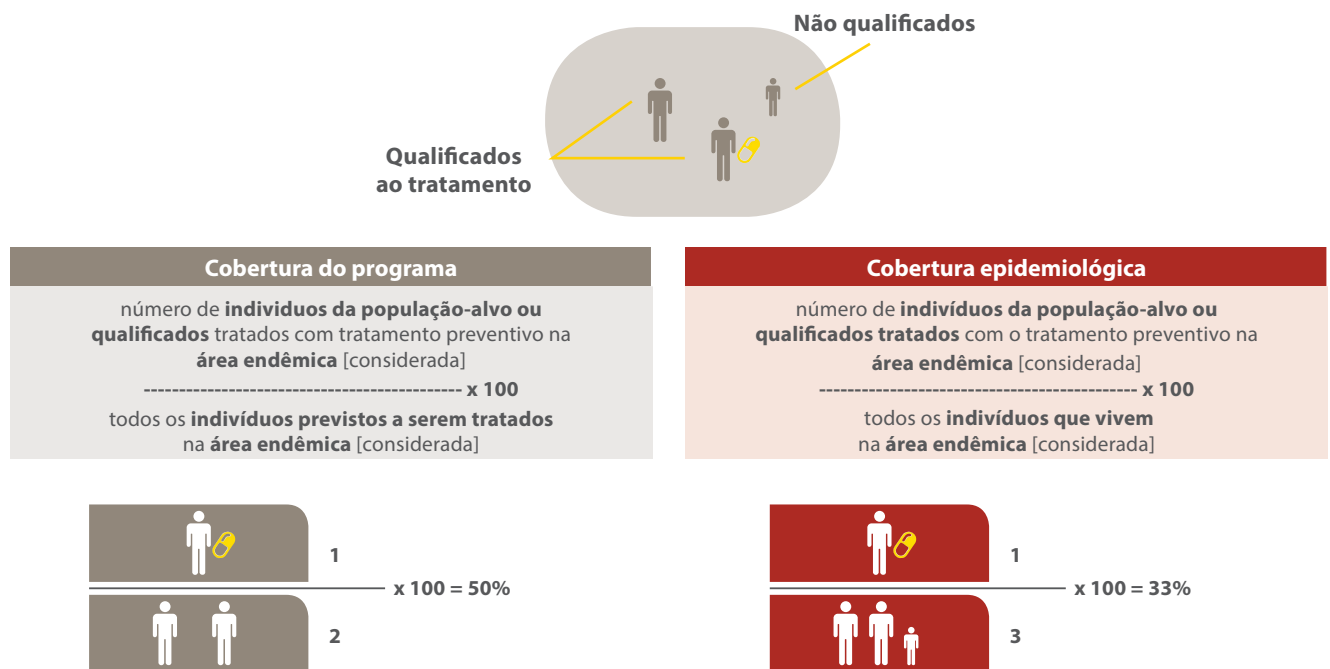 Não qualificados
Qualificados
ao tratamento
Cobertura do programa
número de individuos da população-alvo ou
qualificados tratados com tratamento preventivo na
área endêmica [considerada]
--------------------------------------------- x 100
todos os indivíduos previstos a serem tratados
na área endêmica [considerada]
Cobertura epidemiológica
número de indivíduos da população-alvo ou
qualificados tratados com o tratamento preventivo na
área endêmica [considerada]
--------------------------------------------- x 100
todos os indivíduos que vivem
na área endêmica [considerada]
1
x 100 = 50%
2
1
x 100 = 33%
3